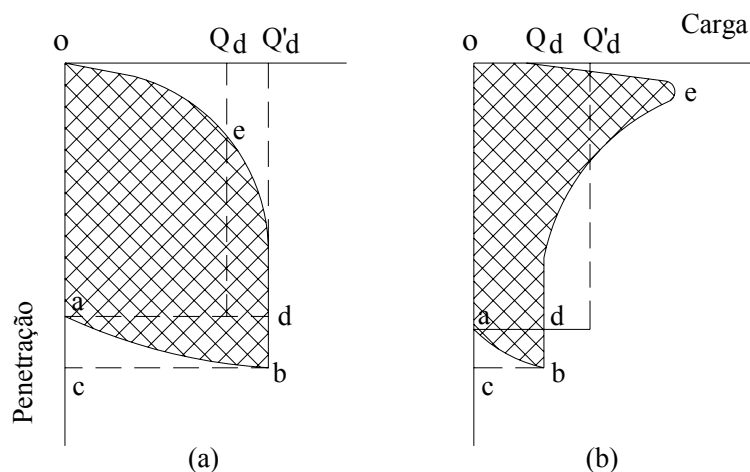 o Q d Q' d
e
a
d
c
b
Penetração
(a)
o Q d Q' d Carga
e
a
d
c
b
(b)